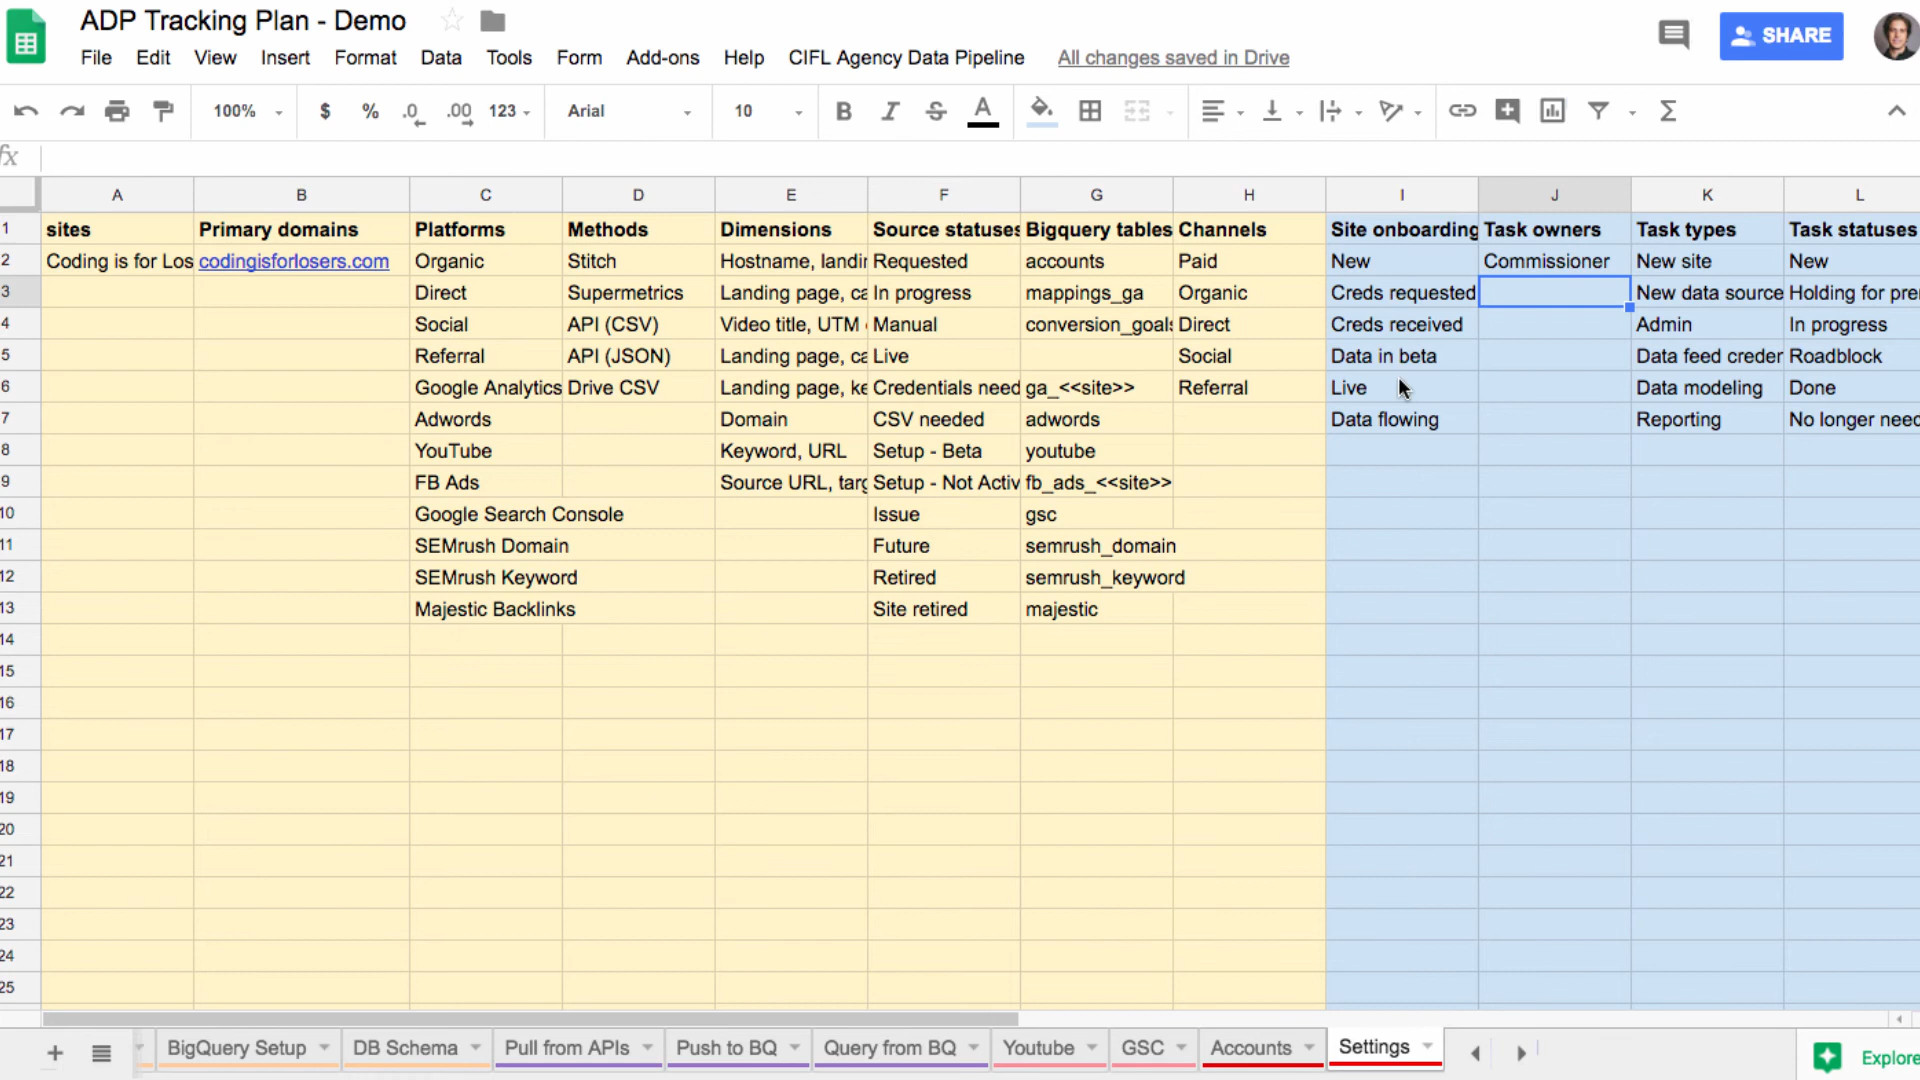 ADP Tracking Plan - Demo
SHARE
File Edit View Insert Format Data Tools Form Add-ons Help CIFL Agency Data Pipeline All changes saved in Drive
100% $ % .0 .00 123 Arial 10 B I S A Σ
fx
A B C D E F G H I J K L
1 sites Primary domains Platforms Methods Dimensions Source statuses Bigquery tables Channels Site onboarding Task owners Task types Task statuses
2 Coding is for Los codingisforlosers.com Organic Stitch Hostname, landin Requested accounts Paid New Commissioner New site New
3 Direct Supermetrics Landing page, ca In progress mappings_ga Organic Creds requested New data source Holding for prer
4 Social API (CSV) Video title, UTM Manual conversion_goals Direct Creds received Admin In progress
5 Referral API (JSON) Landing page, ca Live Social Data in beta Data feed creder Roadblock
6 Google Analytics Drive CSV Landing page, ke Credentials need ga_<<site>> Referral Live Data modeling Done
7 Adwords Domain CSV needed adwords Data flowing Reporting No longer need
8 YouTube Keyword, URL Setup - Beta youtube
9 FB Ads Source URL, targ Setup - Not Activ fb_ads_<<site>>
10 Google Search Console Issue gsc
11 SEMrush Domain Future semrush_domain
12 SEMrush Keyword Retired semrush_keyword
13 Majestic Backlinks Site retired majestic
14
15
16
17
18
19
20
21
22
23
24
25
BigQuery Setup DB Schema Pull from APIs Push to BQ Query from BQ Youtube GSC Accounts Settings Explore